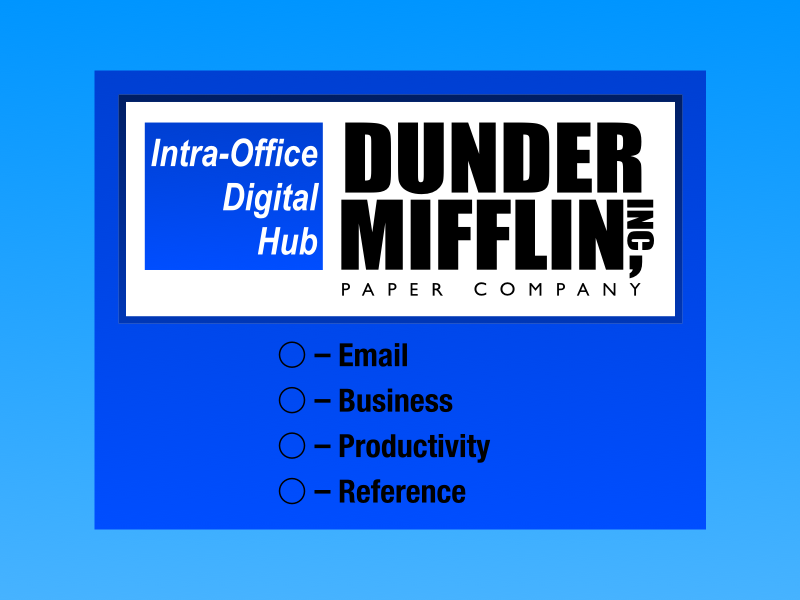 Intra-Office
Digital
Hub
DUNDER
MIFFLIN
INC,
PAPER COMPANY
– Email
– Business
– Productivity
– Reference